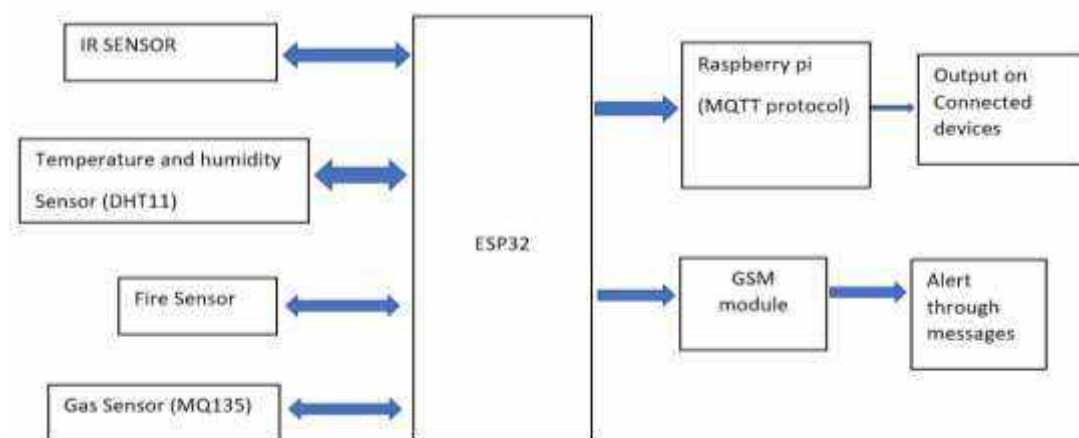 IR SENSOR
Temperature and humidity
Sensor (DHT11)
Fire Sensor
Gas Sensor (MQ135)
ESP32
Raspberry pi
(MQTT protocol)
Output on
Connected
devices
GSM
module
Alert
through
messages